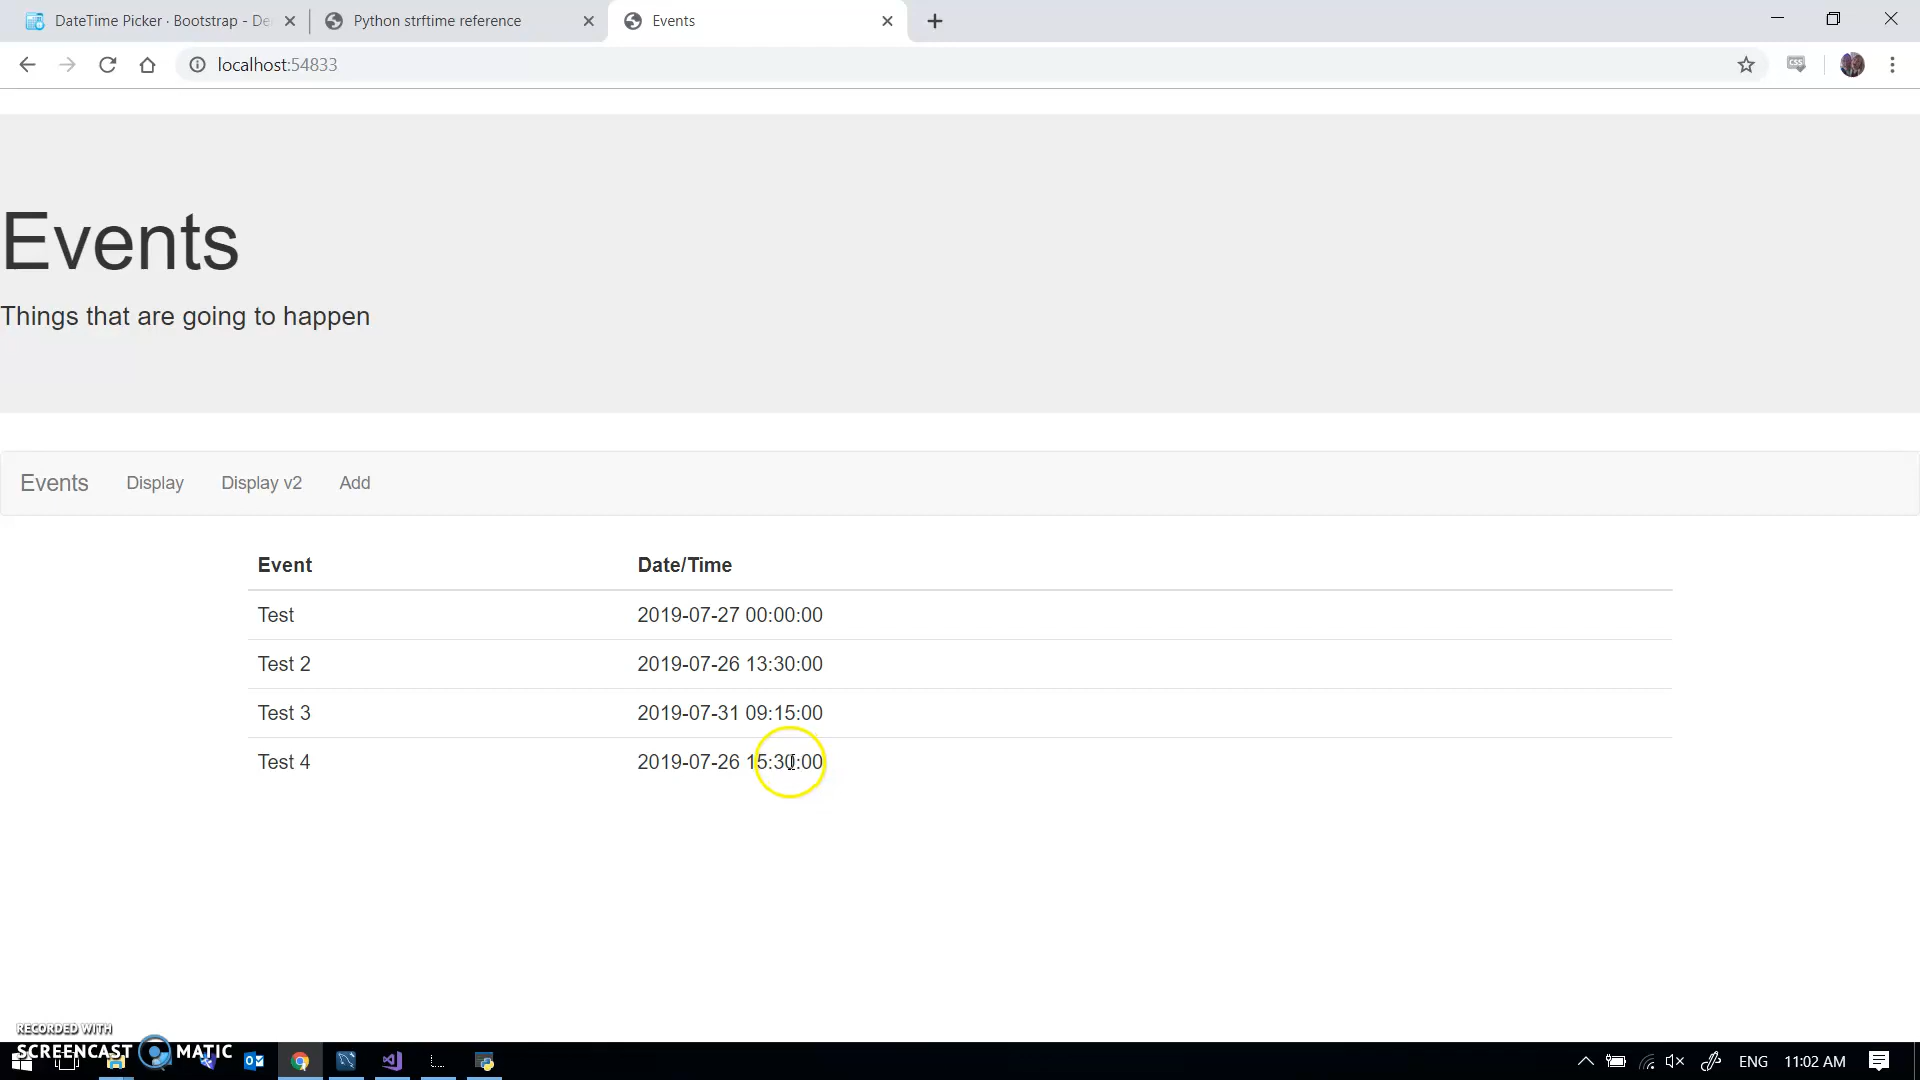 DateTime Picker · Bootstrap - De
Python strftime reference
Events
localhost:54833
Events
Things that are going to happen
Events Display Display v2 Add
Event Date/Time
Test 2019-07-27 00:00:00
Test 2 2019-07-26 13:30:00
Test 3 2019-07-31 09:15:00
Test 4 2019-07-26 15:30:00
RECORDED WITH
SCREENCAST MATIC
ENG 11:02 AM